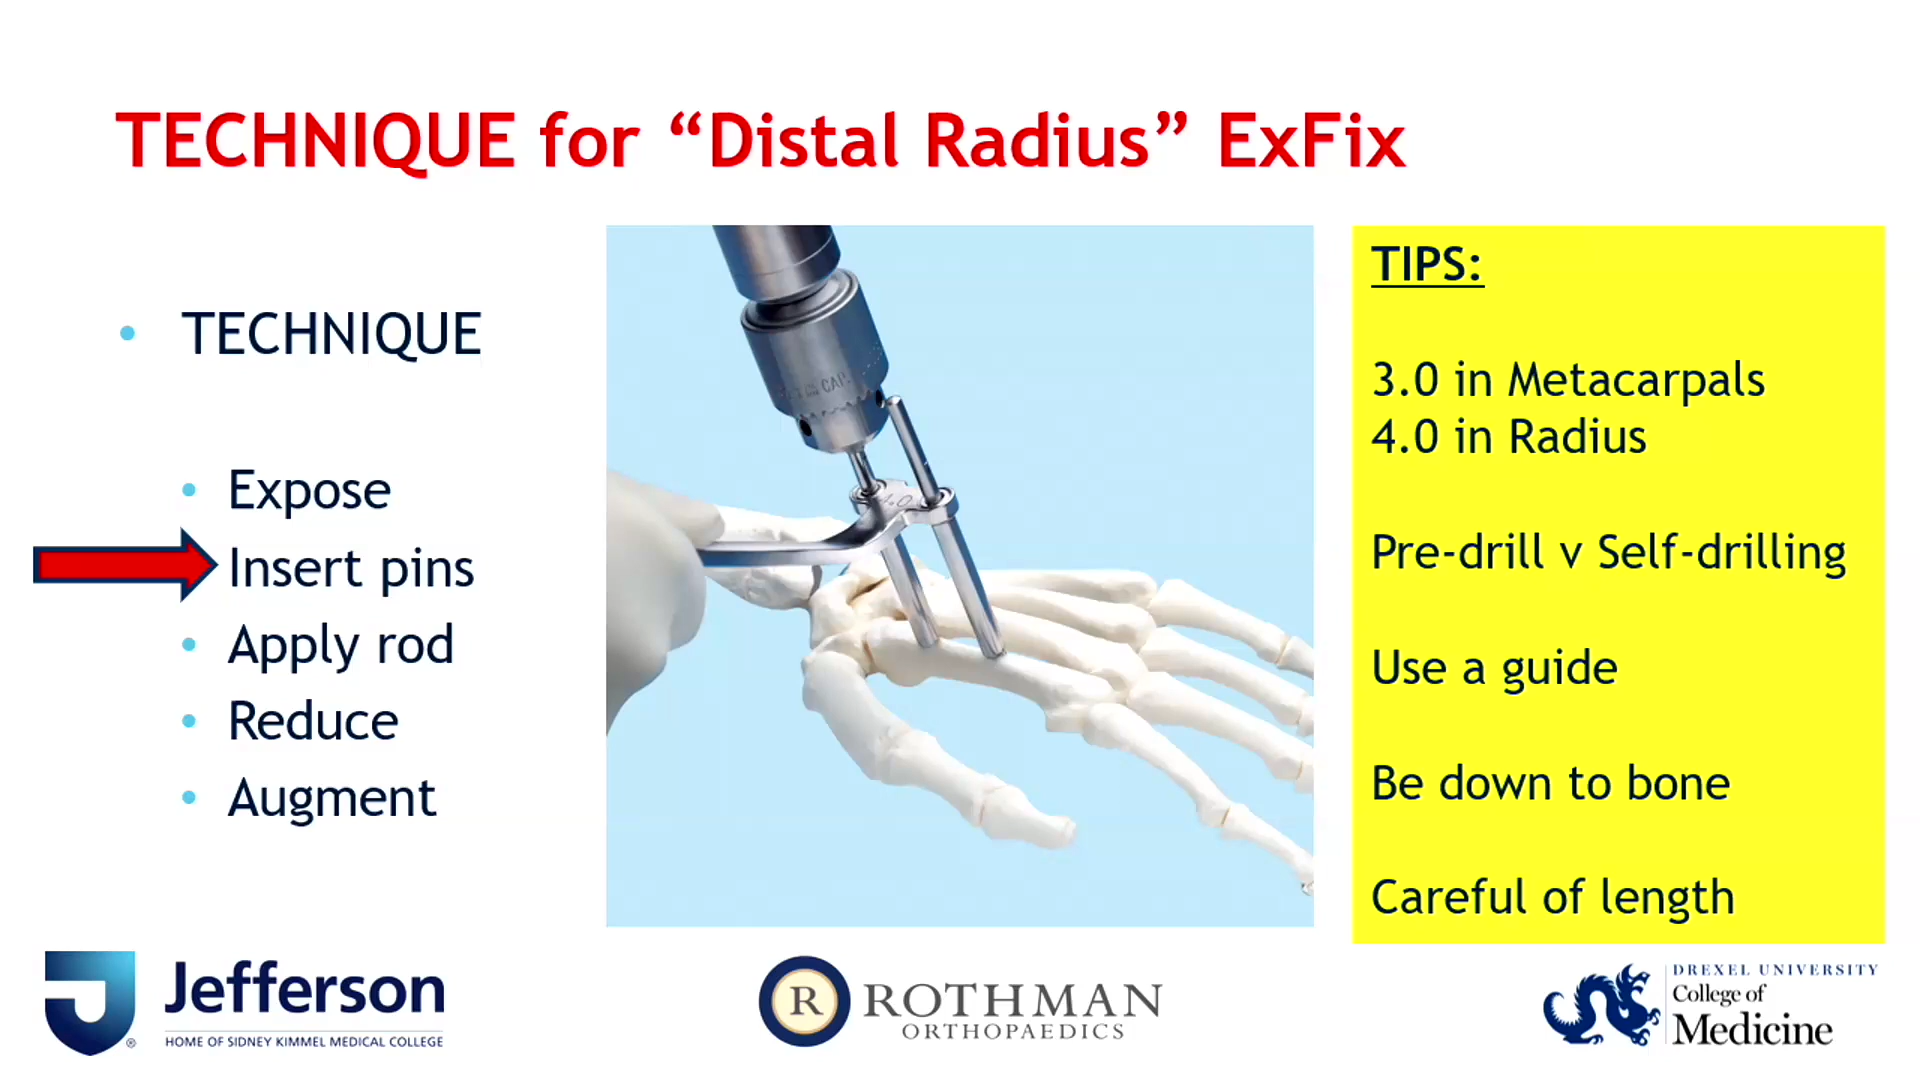 TECHNIQUE for “Distal Radius” ExFix
• TECHNIQUE
• Expose
Insert pins
• Apply rod
• Reduce
• Augment
4.0
TIPS:
3.0 in Metacarpals
4.0 in Radius
Pre-drill v Self-drilling
Use a guide
Be down to bone
Careful of length
Jefferson
®
HOME OF SIDNEY KIMMEL MEDICAL COLLEGE
R
ROTHMAN
ORTHOPAEDICS
DREXEL UNIVERSITY
College of
Medicine